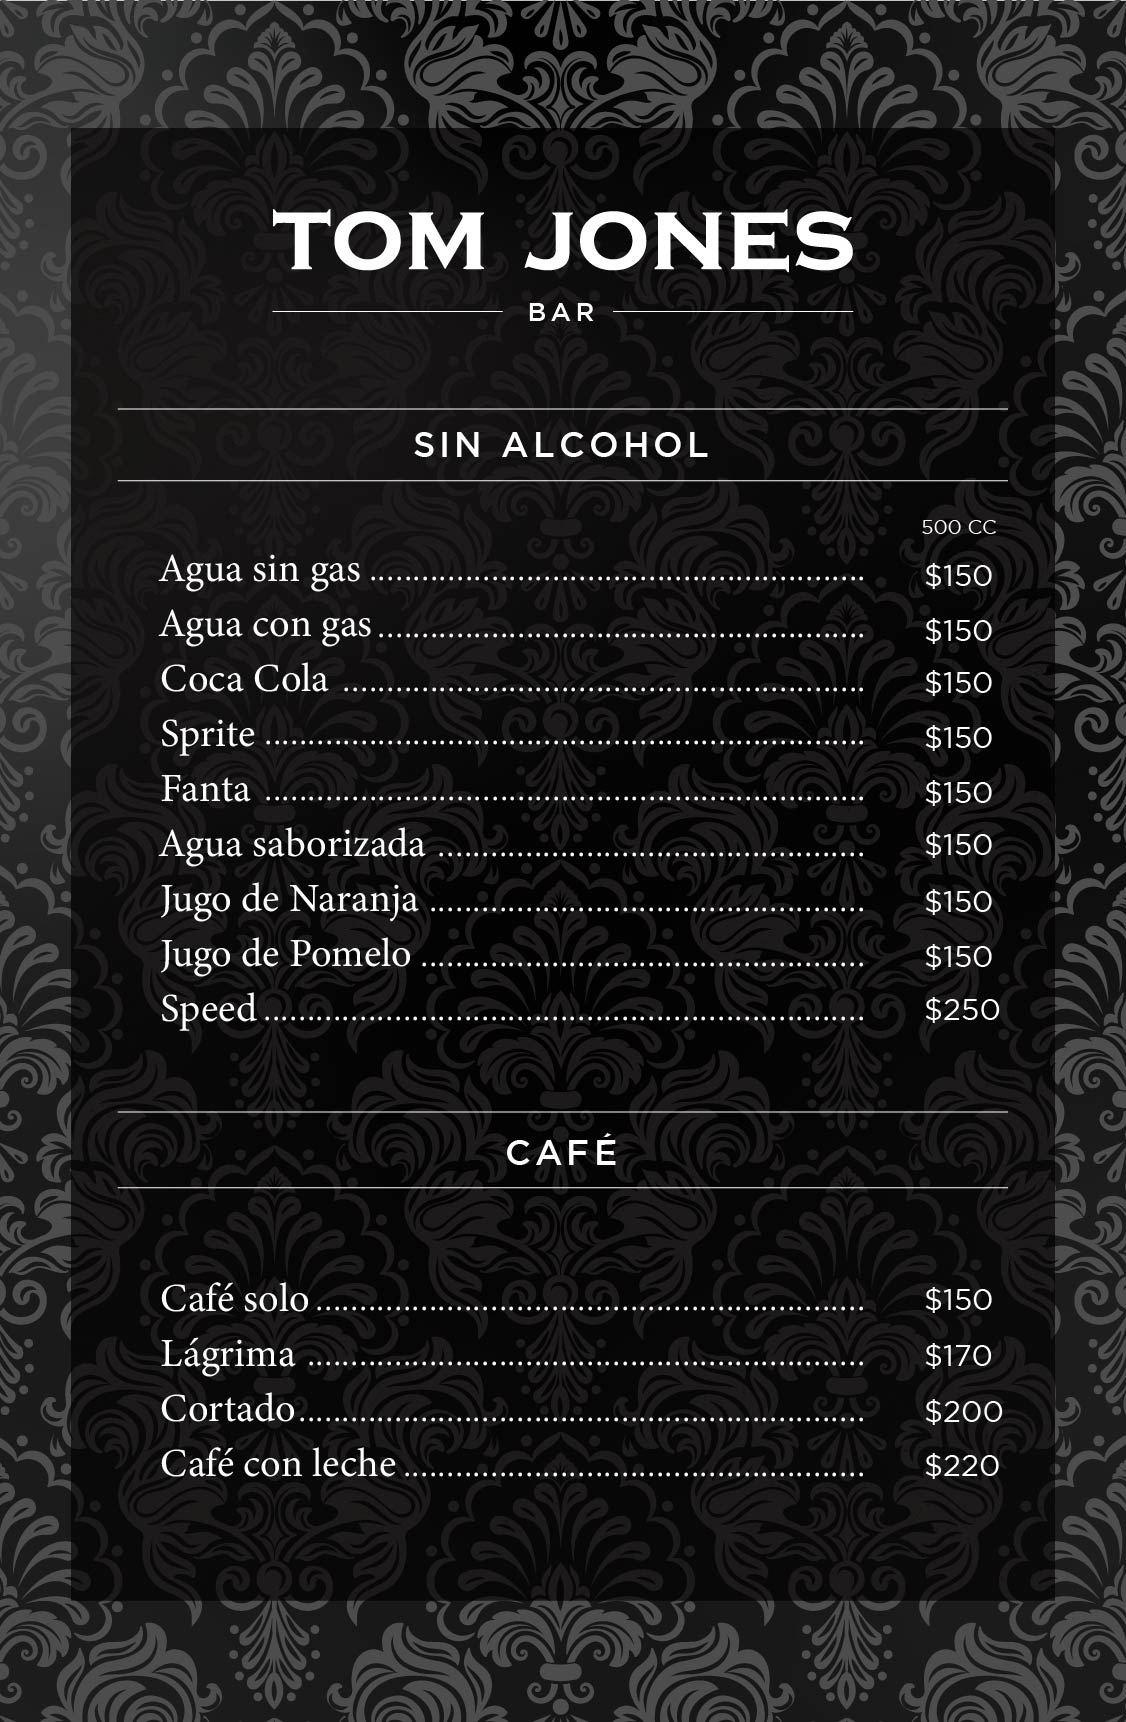 TOM JONES
BAR
SIN ALCOHOL
500 CC
Agua sin gas ........ $150
Agua con gas ........ $150
Coca Cola ........ $150
Sprite ........ $150
Fanta ........ $150
Agua saborizada ........ $150
Jugo de Naranja ........ $150
Jugo de Pomelo ........ $150
Speed ........ $250
CAFÉ
Café solo ........ $150
Lágrima ........ $170
Cortado ........ $200
Café con leche ........ $220